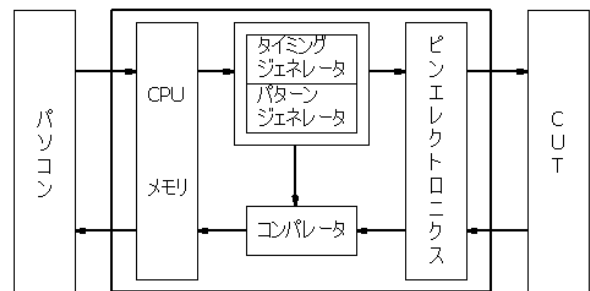 パソコン
CPU
メモリ
タイミング
ジェネレータ
パターン
ジェネレータ
コンパレータ
ピンエレクトロニクス
CUT